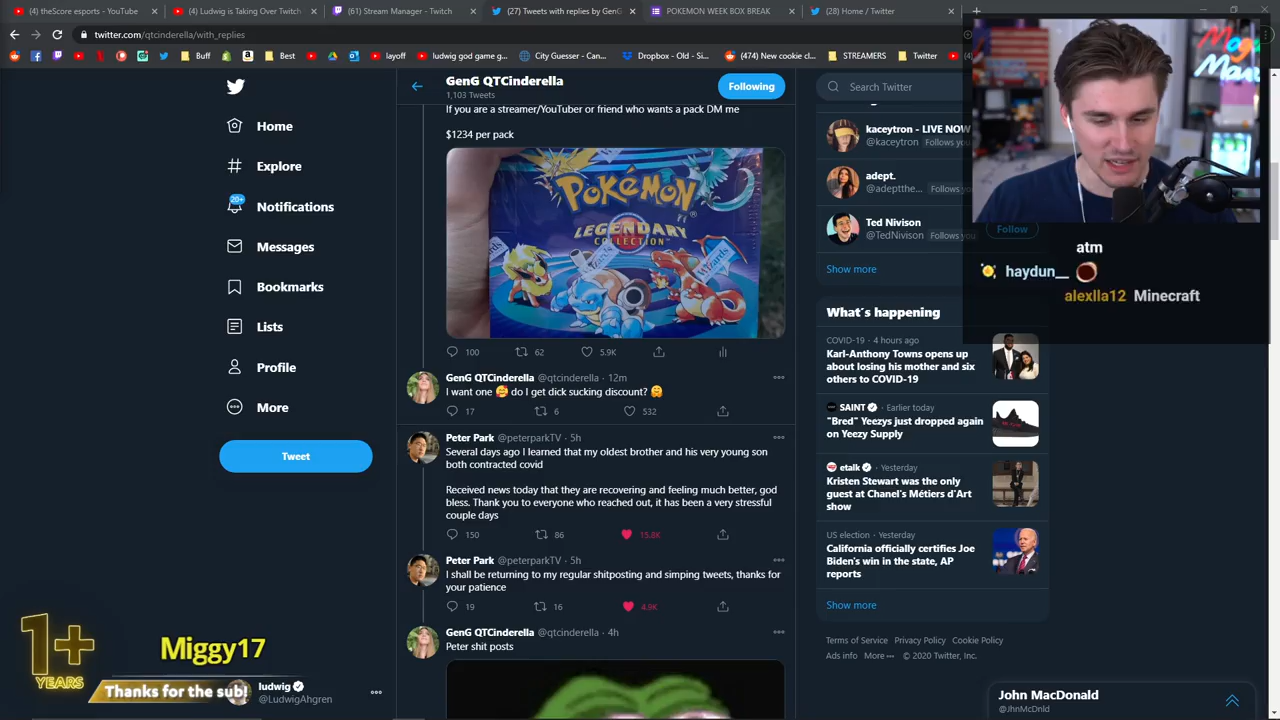 (4) theScore esports - YouTube
(4) Ludwig is Taking Over Twitch
(61) Stream Manager - Twitch
(27) Tweets with replies by GenG
POKEMON WEEK BOX BREAK
(28) Home / Twitter
twitter.com/qtcinderella/with_replies
Buff
Best
layoff
ludwig god game g...
City Guesser - Can...
Dropbox - Old - Si...
(474) New cookie cl...
STREAMERS
Twitter
GenG QTCinderella
1,103 Tweets
Following
Search Twitter
Home
Explore
20+
Notifications
Messages
Bookmarks
Lists
Profile
More
Tweet
If you are a streamer/YouTuber or friend who wants a pack DM me
$1234 per pack
POKéMON
LEGENDARY
COLLECTION
Wizards
100
62
5.9K
GenG QTCinderella @qtcinderella · 12m
I want one 🥰 do I get dick sucking discount? 🤗
17
6
532
Peter Park @peterparkTV · 5h
Several days ago I learned that my oldest brother and his very young son
both contracted covid
Received news today that they are recovering and feeling much better, god
bless. Thank you to everyone who reached out, it has been a very stressful
couple days
150
86
15.8K
Peter Park @peterparkTV · 5h
I shall be returning to my regular shitposting and simping tweets, thanks for
your patience
19
16
4.9K
GenG QTCinderella @qtcinderella · 4h
Peter shit posts
kaceytron - LIVE NOW
@kaceytron Follows you
adept.
@adeptthe... Follows you
Ted Nivison
@TedNivison Follows you
Follow
Show more
What's happening
COVID-19 · 4 hours ago
Karl-Anthony Towns opens up
about losing his mother and six
others to COVID-19
SAINT · Earlier today
"Bred" Yeezys just dropped again
on Yeezy Supply
etalk · Yesterday
Kristen Stewart was the only
guest at Chanel's Métiers d'Art
show
US election · Yesterday
California officially certifies Joe
Biden's win in the state, AP
reports
Show more
Terms of Service Privacy Policy Cookie Policy
Ads info More ··· © 2020 Twitter, Inc.
John MacDonald
@JhnMcDnld
atm
haydun__
alexlla12 Minecraft
1+
YEARS
Miggy17
Thanks for the sub!
ludwig
@LudwigAhgren